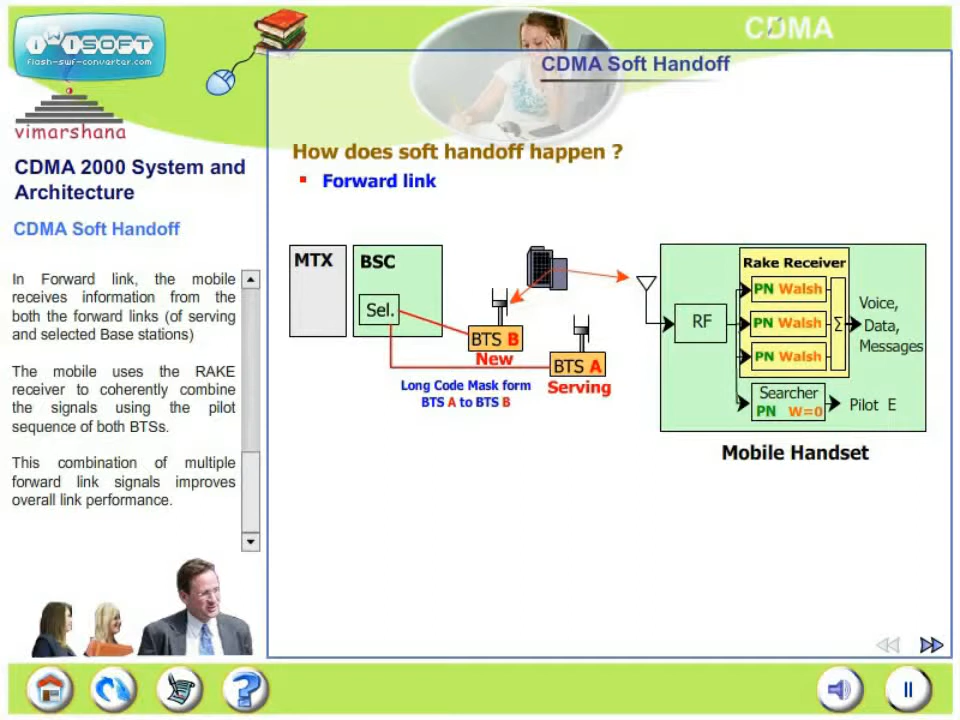 iWiSOFT
flash-swf-converter.com
CDMA
CDMA Soft Handoff
vimarshana
CDMA 2000 System and
Architecture
CDMA Soft Handoff
In Forward link, the mobile
receives information from the
both the forward links (of serving
and selected Base stations)
The mobile uses the RAKE
receiver to coherently combine
the signals using the pilot
sequence of both BTSs.
This combination of multiple
forward link signals improves
overall link performance.
How does soft handoff happen ?
Forward link
MTX
BSC
Sel.
BTS B
New
BTS A
Serving
Long Code Mask form
BTS A to BTS B
RF
Rake Receiver
PN Walsh
PN Walsh
PN Walsh
Σ
Voice,
Data,
Messages
Searcher
PN W=0
Pilot E
Mobile Handset